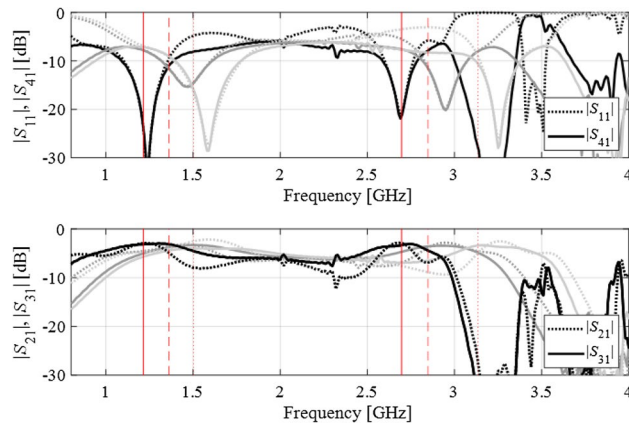 |S11|, |S41| [dB]
0
-10
-20
-30
1 1.5 2 2.5 3 3.5 4
Frequency [GHz]
|S11|
|S41|
|S21|, |S31| [dB]
0
-10
-20
-30
1 1.5 2 2.5 3 3.5 4
Frequency [GHz]
|S21|
|S31|